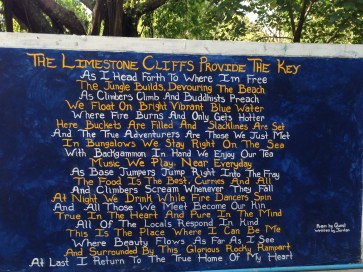 The Limestone Cliffs Provide The Key
As I Head Forth To Where I'm Free
The Jungle Builds, Devouring The Beach
As Climbers Climb And Buddhists Preach
We Float On Bright Vibrant Blue Water
Where Fire Burns And Only Gets Hotter
Here Buckets Are Filled And Slacklines Are Set
And The True Adventurers Are Those We Just Met
In Bungalows We Stay Right On The Sea
With Backgammon In Hand We Enjoy Our Tea
Music We Play, Near Everyday
As Base Jumpers Jump Right Into The Fray
The Food Is The Best, Curries And All
And Climbers Scream Whenever They Fall
At Night We Drink While Fire Dancers Spin
And All Those We Meet Become Our Kin
True In The Heart And Pure In The Mind
All Of The Locals Respond In Kind
This Is The Place Where I Can Be Me
Where Beauty Flows As Far As I See
And Surrounded By This Glorious Rocky Rampart
At Last I Return To The True Home Of My Heart
Poem by
Written by Jordan